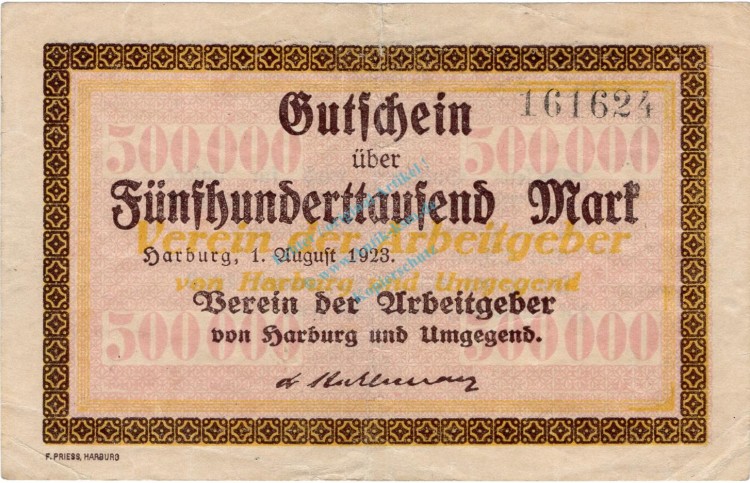 Gutschein 161624
500000 500000
über
Fünfhunderttausend Mark
Verein der Arbeitgeber
Harburg, 1. August 1923.
von Harburg und Umgegend
Verein der Arbeitgeber
von Harburg und Umgegend.
500000 500000
F. PRIESS, HARBURG